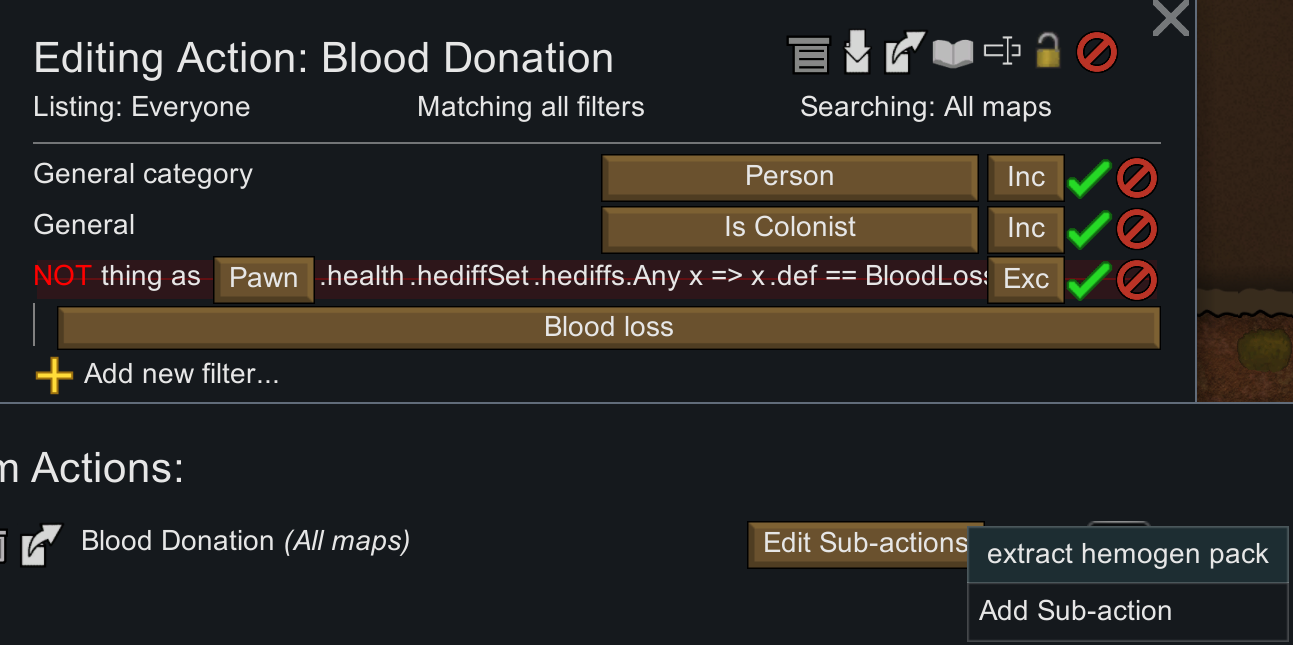 Editing Action: Blood Donation
Listing: Everyone Matching all filters Searching: All maps
General category Person Inc
General Is Colonist Inc
NOT thing as Pawn .health .hediffSet .hediffs.Any x => x .def == BloodLoss Exc
Blood loss
Add new filter...
m Actions:
Blood Donation (All maps) Edit Sub-actions
extract hemogen pack
Add Sub-action